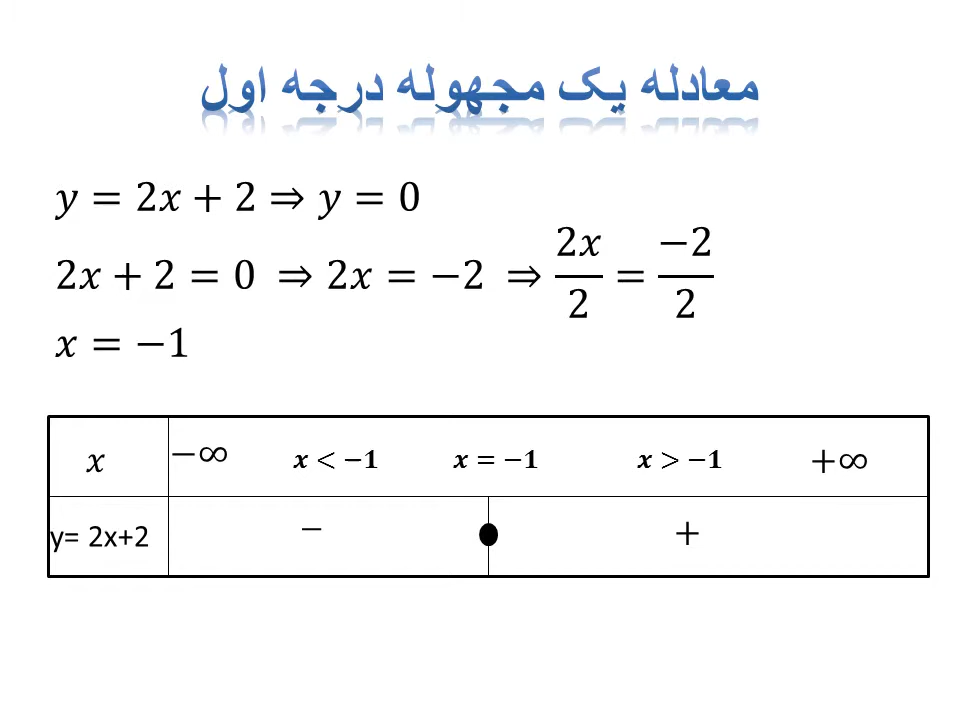 معادله یک مجهوله درجه اول
y = 2x + 2 ⇒ y = 0
2x + 2 = 0 ⇒ 2x = −2 ⇒ 2x/2 = −2/2
x = −1
x −∞ x < −1 x = −1 x > −1 +∞
y= 2x+2 − +